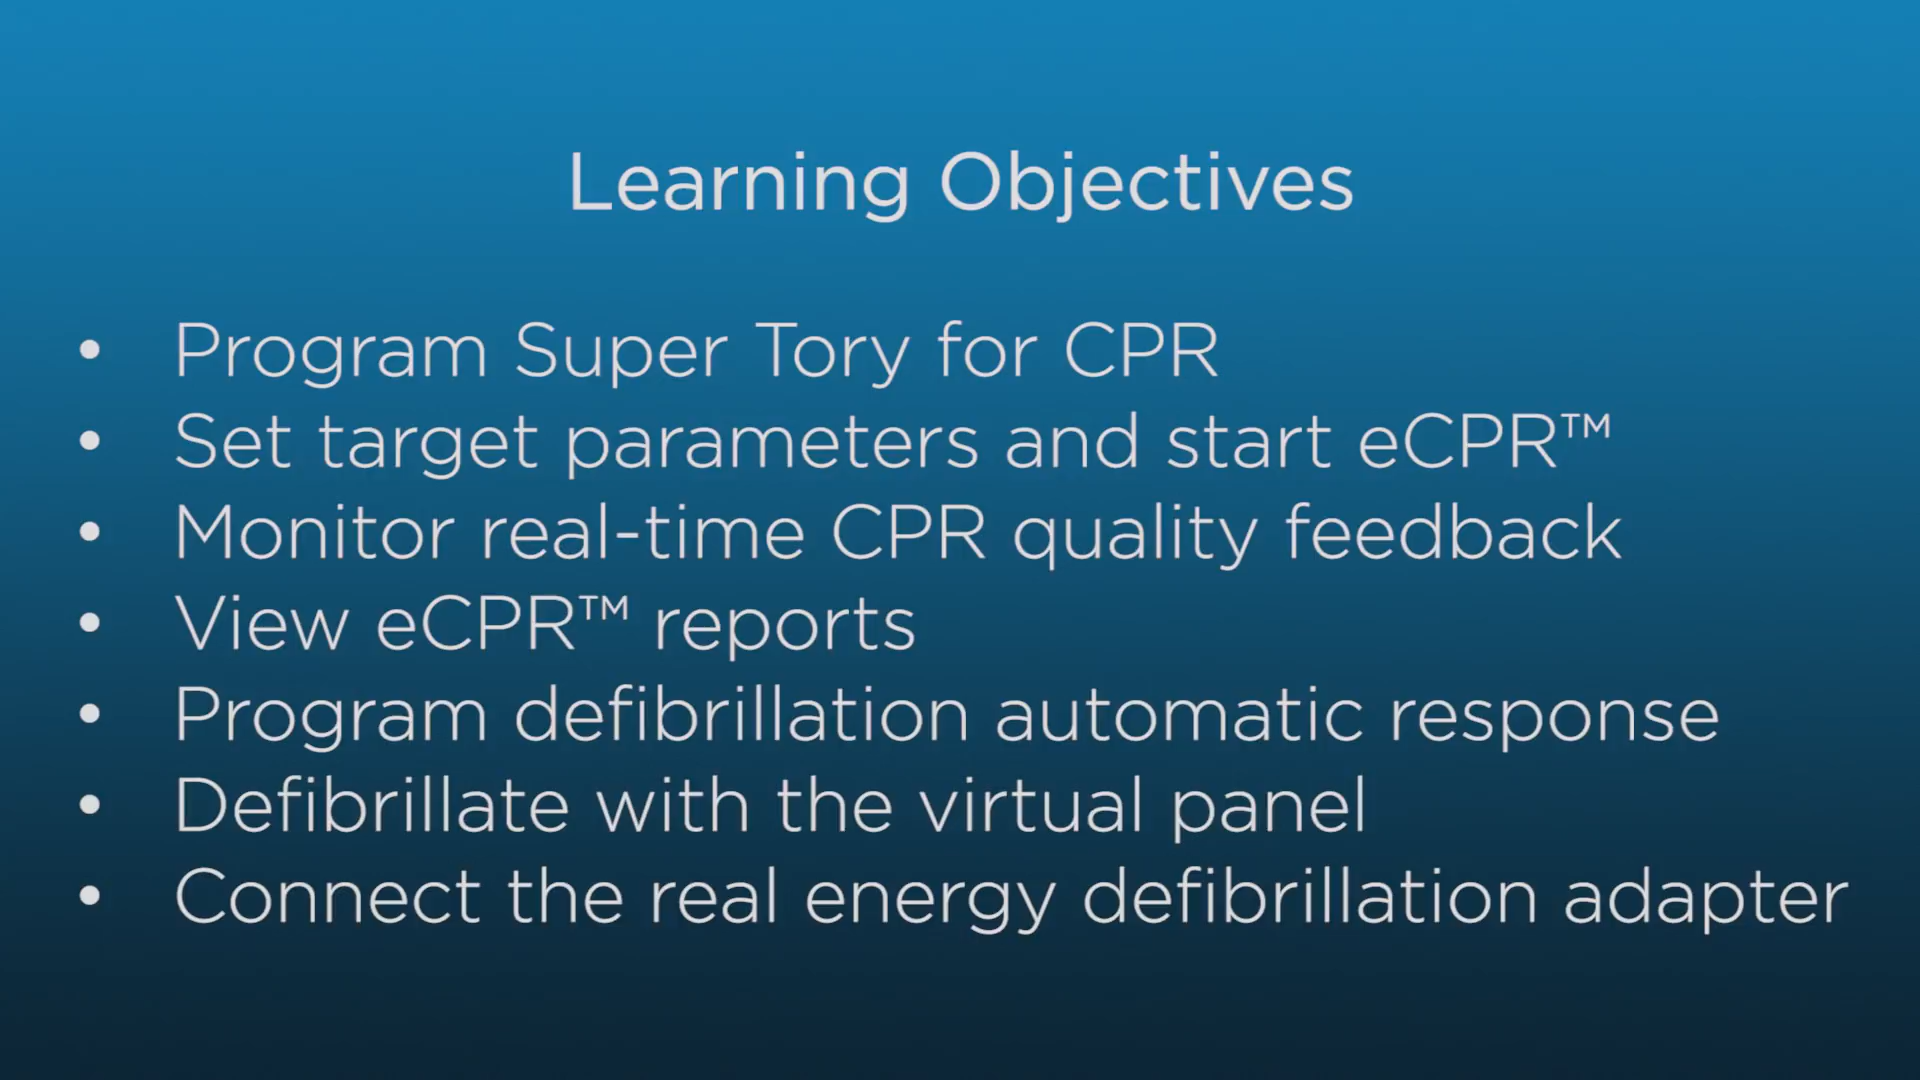 Learning Objectives
• Program Super Tory for CPR
• Set target parameters and start eCPR™
• Monitor real-time CPR quality feedback
• View eCPR™ reports
• Program defibrillation automatic response
• Defibrillate with the virtual panel
• Connect the real energy defibrillation adapter